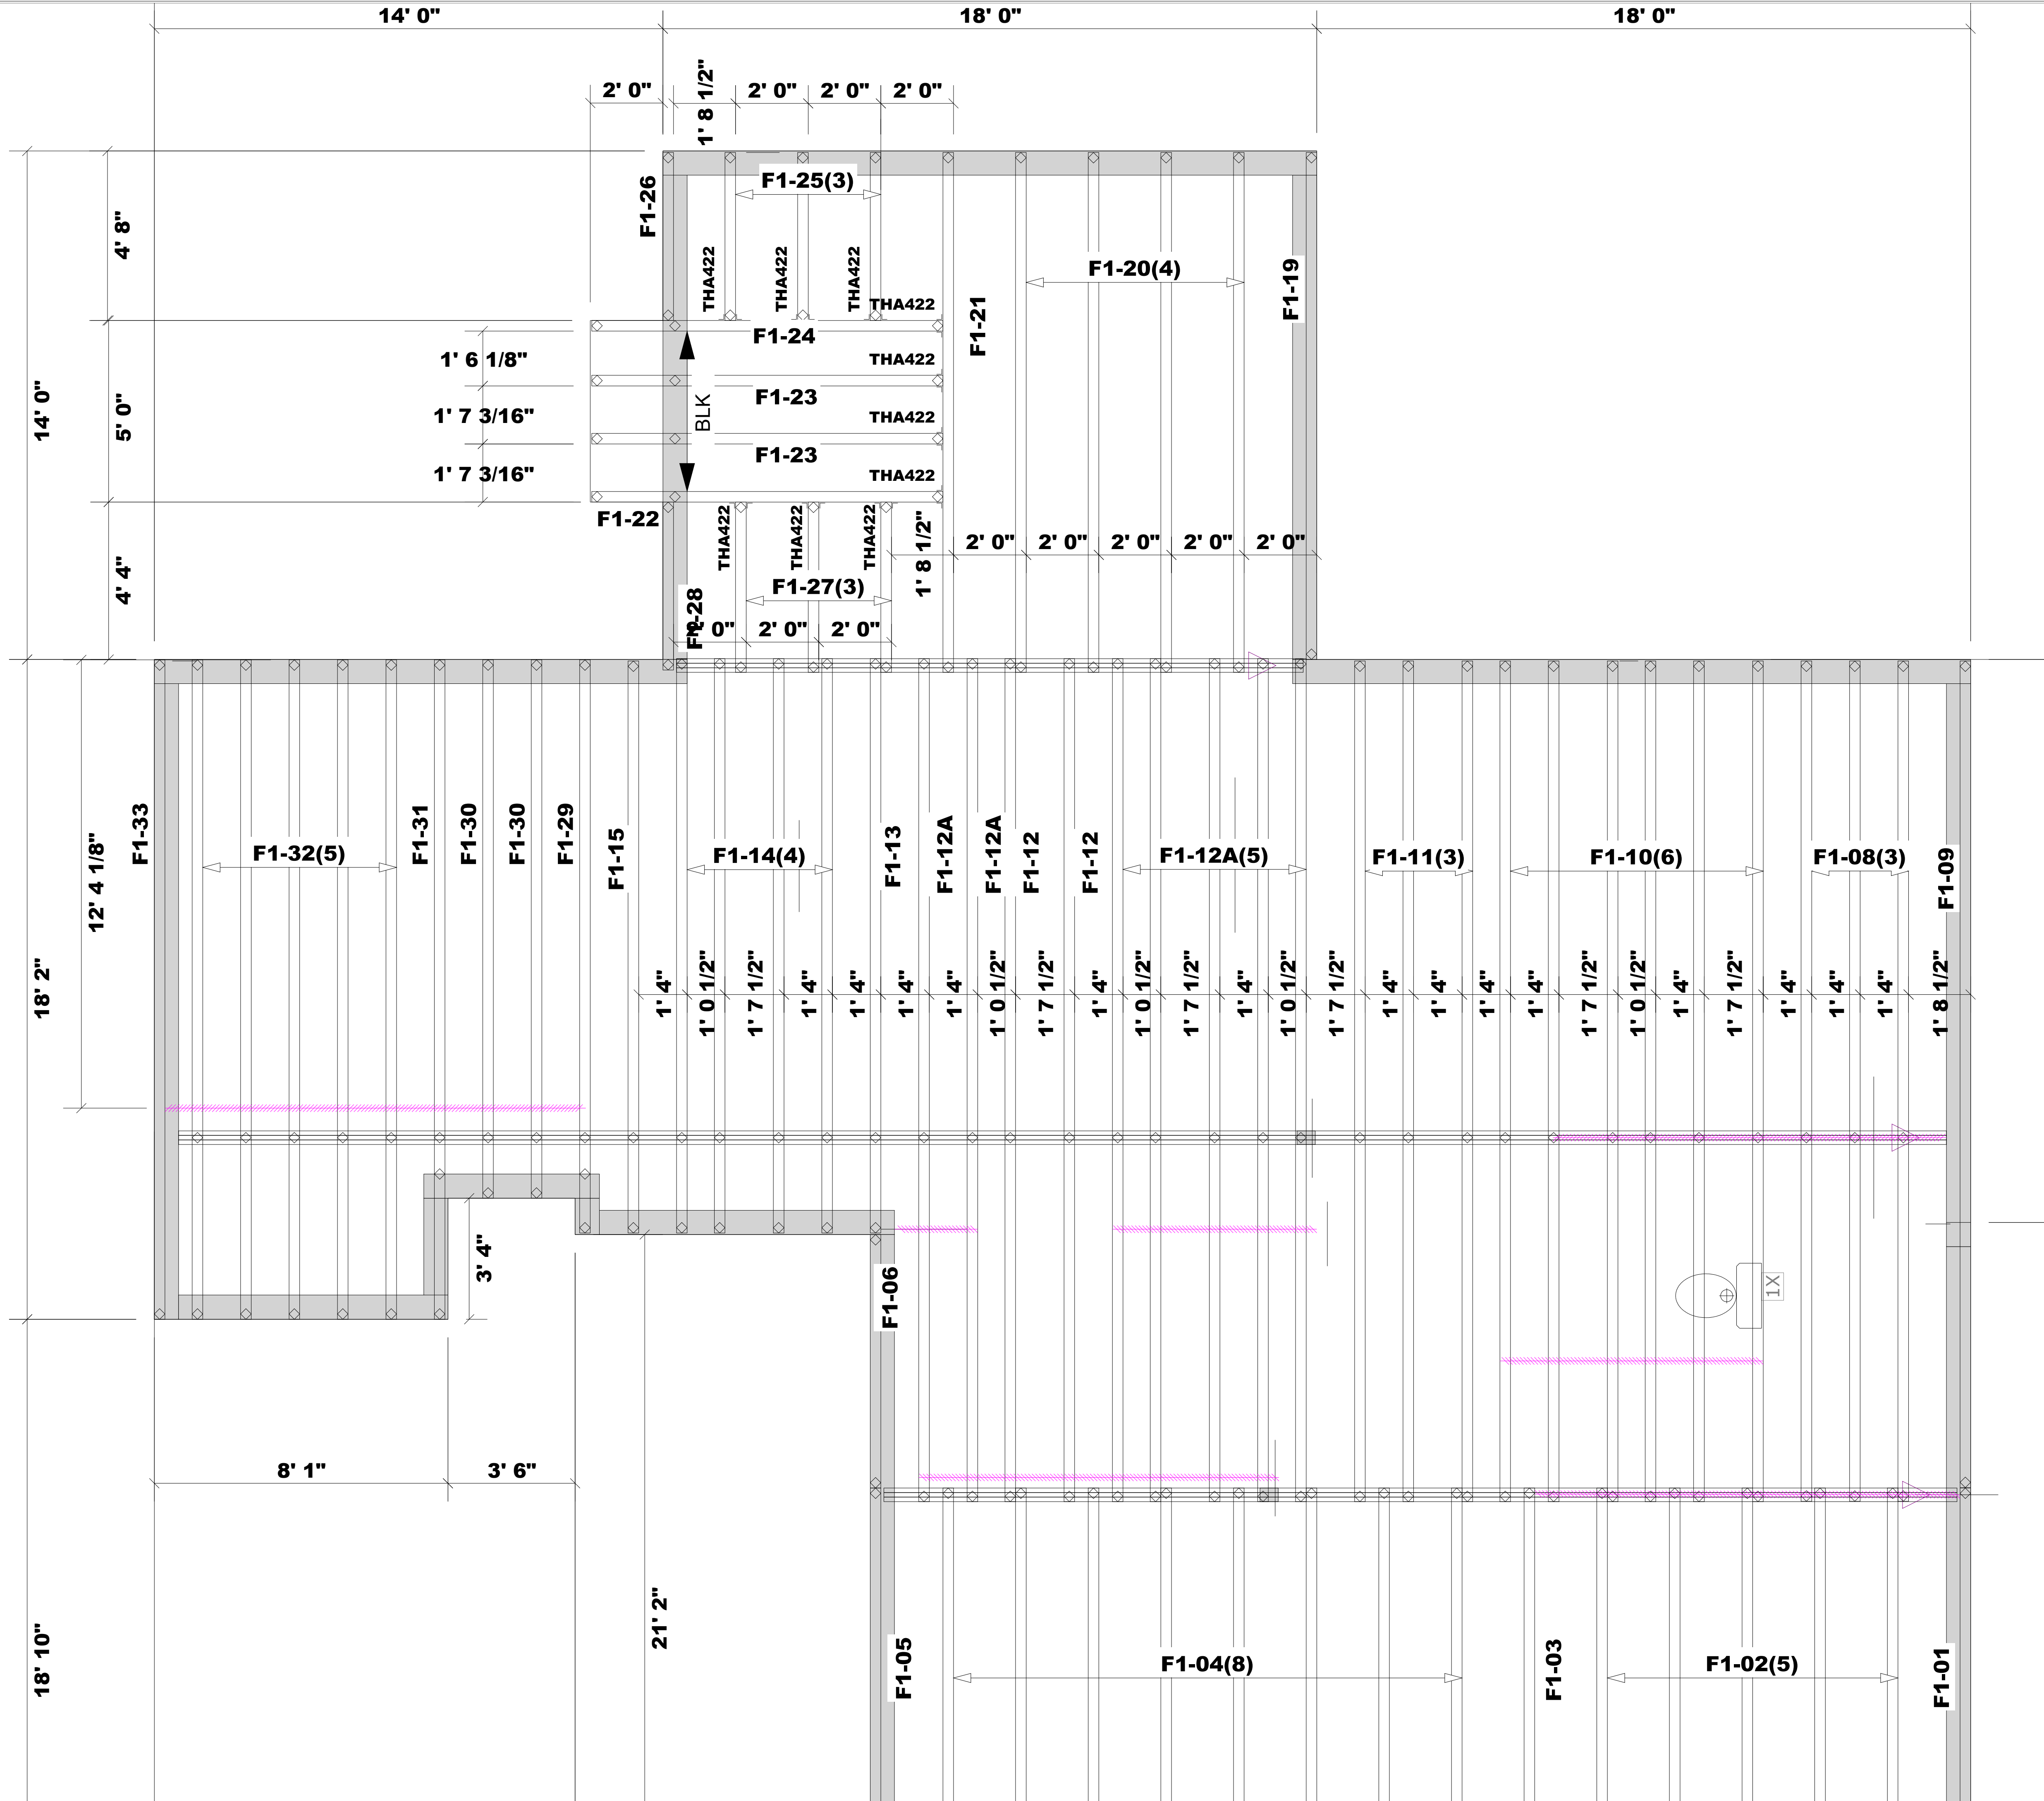 14' 0"
18' 0"
18' 0"
2' 0"
1' 8 1/2"
2' 0"
2' 0"
2' 0"
F1-26
F1-25(3)
4' 8"
THA422
THA422
THA422
THA422
F1-21
F1-20(4)
F1-19
F1-24
1' 6 1/8"
THA422
F1-23
BLK
14' 0"
5' 0"
1' 7 3/16"
THA422
F1-23
1' 7 3/16"
THA422
F1-22
THA422
THA422
THA422
1' 8 1/2"
2' 0"
2' 0"
2' 0"
2' 0"
2' 0"
4' 4"
F1-27(3)
F1-28
2' 0"
2' 0"
2' 0"
F1-33
F1-32(5)
F1-31
F1-30
F1-30
F1-29
F1-15
F1-14(4)
F1-13
F1-12A
F1-12A
F1-12
F1-12
F1-12A(5)
F1-11(3)
F1-10(6)
F1-08(3)
F1-09
12' 4 1/8"
18' 2"
1' 4"
1' 0 1/2"
1' 7 1/2"
1' 4"
1' 4"
1' 4"
1' 4"
1' 0 1/2"
1' 7 1/2"
1' 4"
1' 0 1/2"
1' 7 1/2"
1' 4"
1' 0 1/2"
1' 7 1/2"
1' 4"
1' 4"
1' 4"
1' 4"
1' 7 1/2"
1' 0 1/2"
1' 4"
1' 7 1/2"
1' 4"
1' 4"
1' 4"
1' 8 1/2"
3' 4"
F1-06
1X
8' 1"
3' 6"
21' 2"
18' 10"
F1-05
F1-04(8)
F1-03
F1-02(5)
F1-01